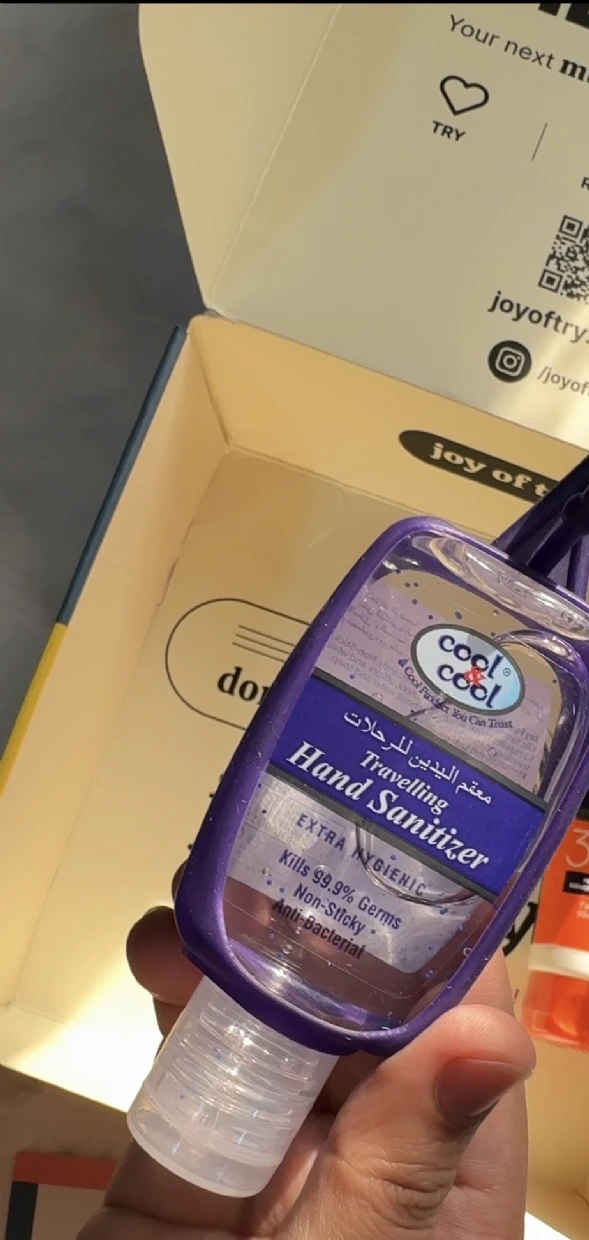 Your next
TRY
joyoftry.
/joyof
joy of t
cool
&
cool
Cool Product You Can Trust
معقم اليدين للرحلات
Travelling
Hand Sanitizer
EXTRA HYGIENIC
Kills 99.9% Germs
Non-Sticky
Anti-Bacterial